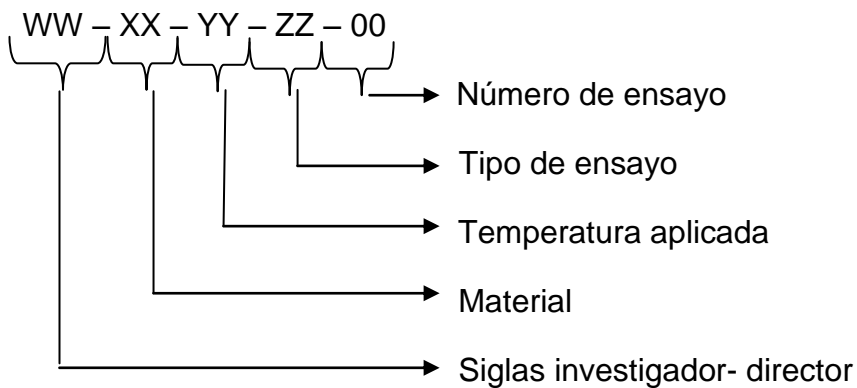 WW – XX – YY – ZZ – 00
Número de ensayo
Tipo de ensayo
Temperatura aplicada
Material
Siglas investigador- director